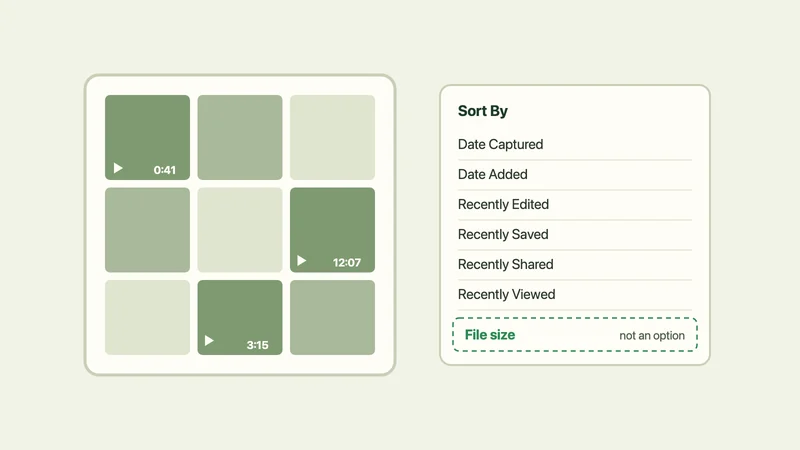 0:41
12:07
3:15
Sort By
Date Captured
Date Added
Recently Edited
Recently Saved
Recently Shared
Recently Viewed
File size not an option